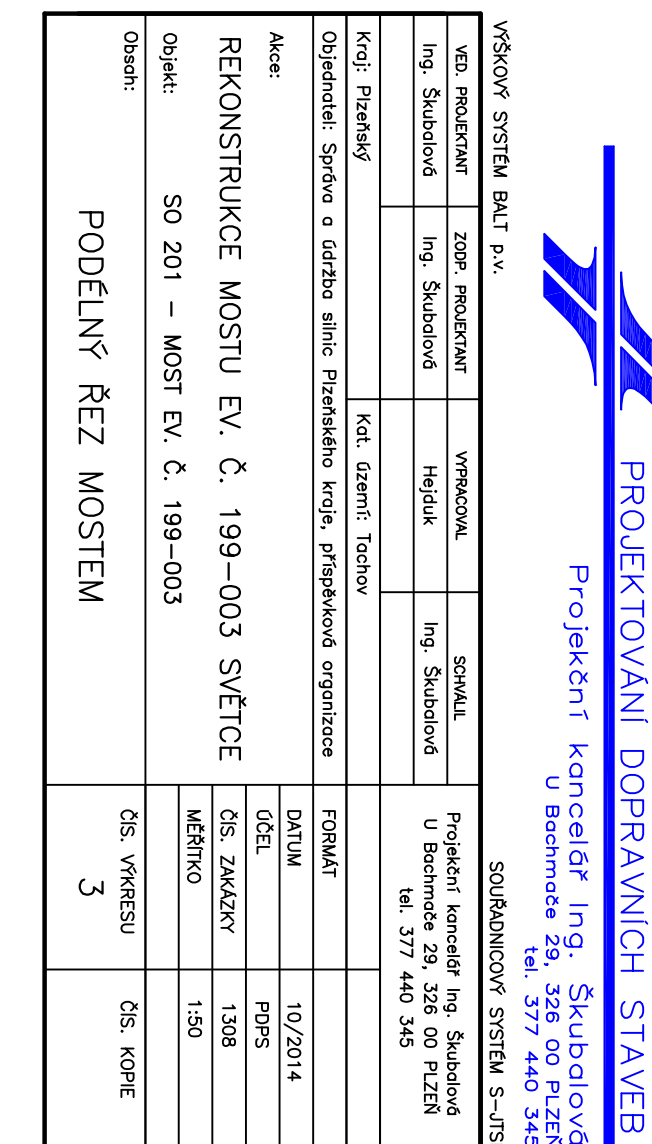 PROJEKTOVÁNÍ DOPRAVNÍCH STAVEB
Projekční kancelář Ing. Škubalová
U Bachmače 29, 326 00 PLZEŇ
tel. 377 440 345
VÝŠKOVÝ SYSTÉM BALT p.v. SOUŘADNICOVÝ SYSTÉM S-JTS
VED. PROJEKTANT ZODP. PROJEKTANT VYPRACOVAL SCHVÁLIL
Ing. Škubalová Ing. Škubalová Hejduk Ing. Škubalová
Projekční kancelář Ing. Škubalová
U Bachmače 29, 326 00 PLZEŇ
tel. 377 440 345
Kraj: Plzeňský Kat. území: Tachov
Objednatel: Správa a údržba silnic Plzeňského kraje, příspěvková organizace
Akce:
REKONSTRUKCE MOSTU EV. Č. 199-003 SVĚTCE
Objekt: SO 201 - MOST EV. Č. 199-003
Obsah:
PODÉLNÝ ŘEZ MOSTEM
FORMÁT
DATUM 10/2014
ÚČEL PDPS
ČÍS. ZAKÁZKY 1308
MĚŘÍTKO 1:50
ČÍS. VÝKRESU ČÍS. KOPIE
3